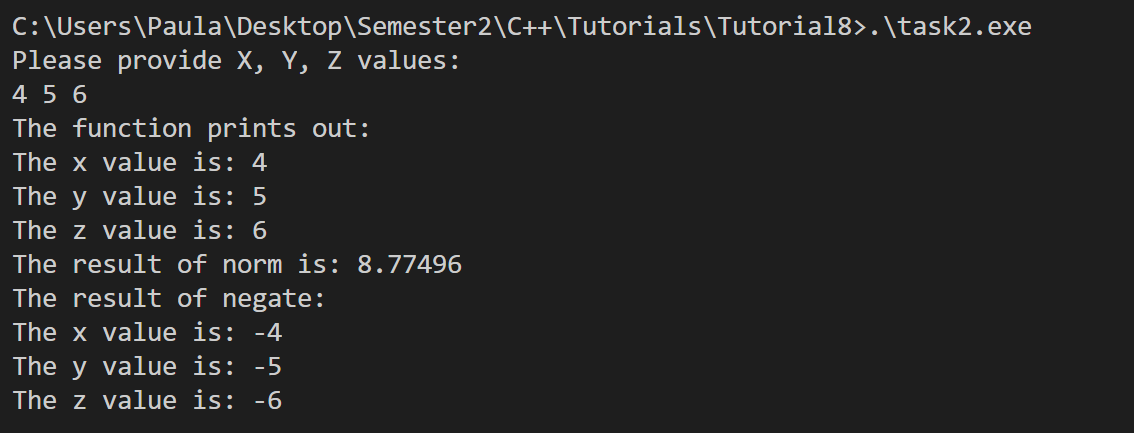 C:\Users\Paula\Desktop\Semester2\C++\Tutorials\Tutorial8>.\task2.exe
Please provide X, Y, Z values:
4 5 6
The function prints out:
The x value is: 4
The y value is: 5
The z value is: 6
The result of norm is: 8.77496
The result of negate:
The x value is: -4
The y value is: -5
The z value is: -6